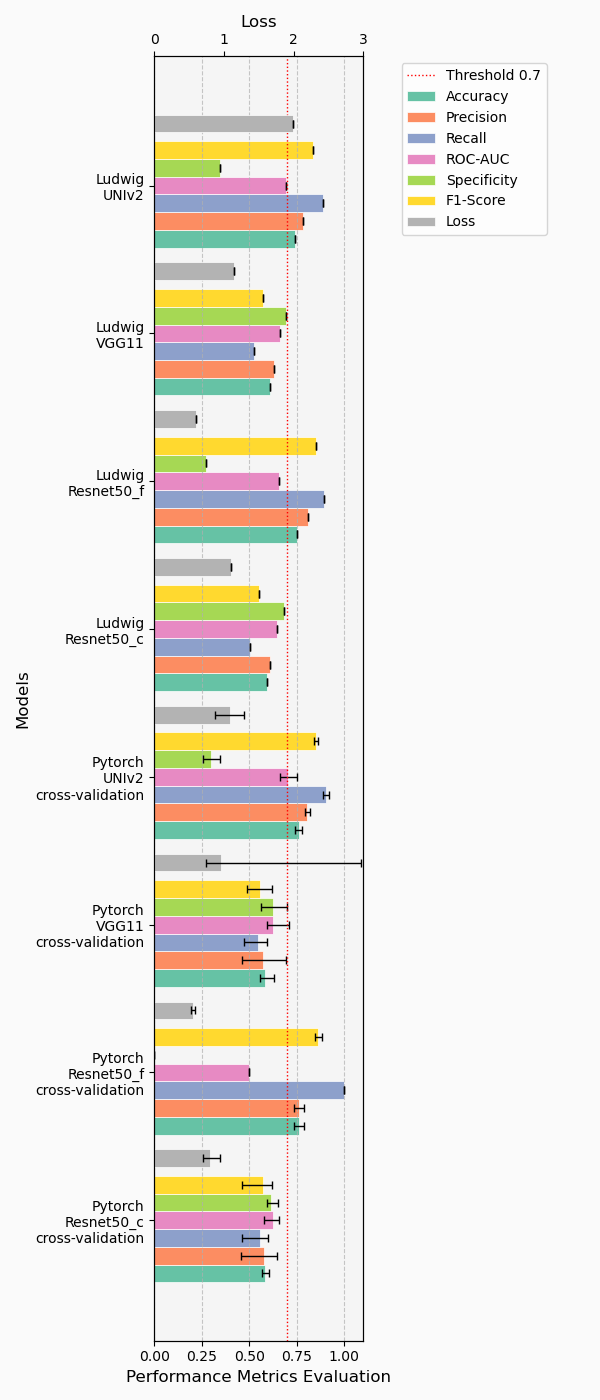 Loss
0 1 2 3
Threshold 0.7
Accuracy
Precision
Recall
ROC-AUC
Specificity
F1-Score
Loss
Models
Ludwig
UNIv2
Ludwig
VGG11
Ludwig
Resnet50_f
Ludwig
Resnet50_c
Pytorch
UNIv2
cross-validation
Pytorch
VGG11
cross-validation
Pytorch
Resnet50_f
cross-validation
Pytorch
Resnet50_c
cross-validation
0.00 0.25 0.50 0.75 1.00
Performance Metrics Evaluation